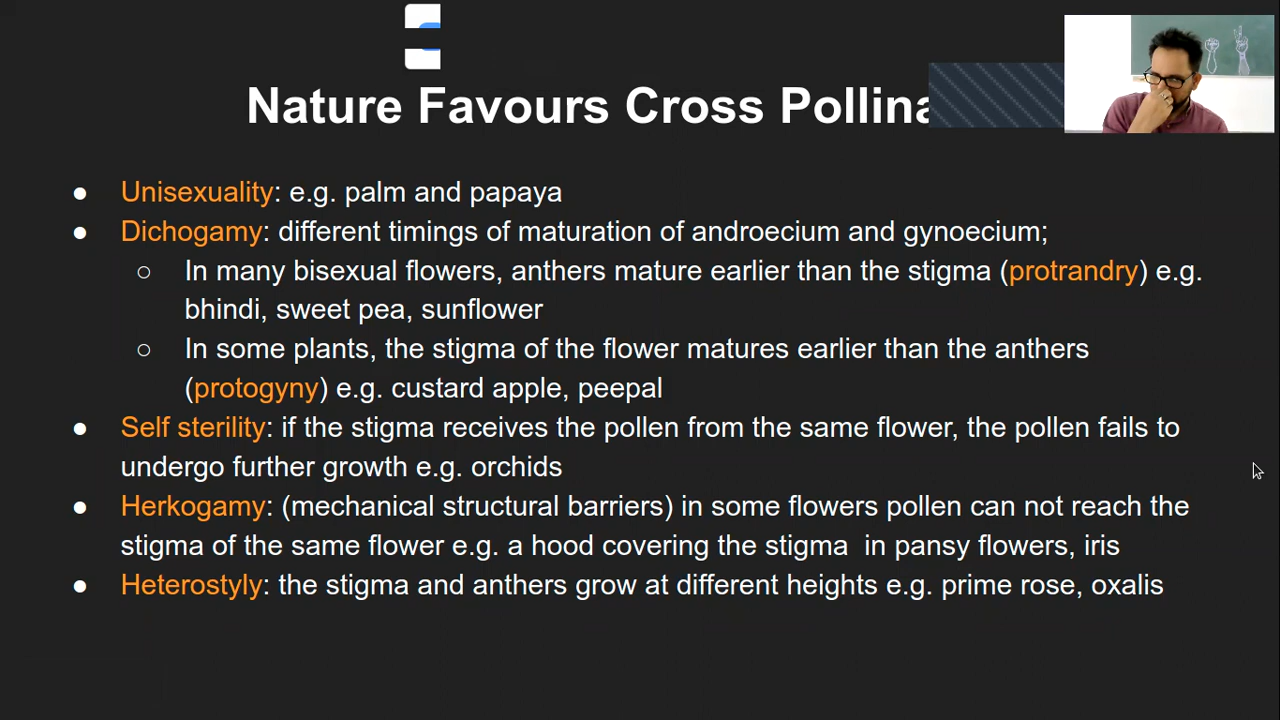 Nature Favours Cross Pollina
● Unisexuality: e.g. palm and papaya
● Dichogamy: different timings of maturation of androecium and gynoecium;
○ In many bisexual flowers, anthers mature earlier than the stigma (protrandry) e.g.
bhindi, sweet pea, sunflower
○ In some plants, the stigma of the flower matures earlier than the anthers
(protogyny) e.g. custard apple, peepal
● Self sterility: if the stigma receives the pollen from the same flower, the pollen fails to
undergo further growth e.g. orchids
● Herkogamy: (mechanical structural barriers) in some flowers pollen can not reach the
stigma of the same flower e.g. a hood covering the stigma  in pansy flowers, iris
● Heterostyly: the stigma and anthers grow at different heights e.g. prime rose, oxalis